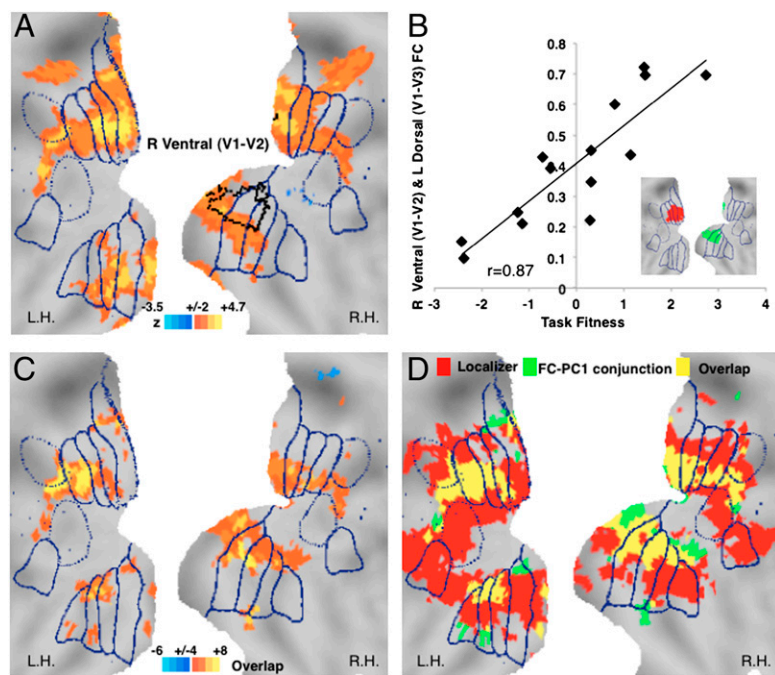 A
R Ventral (V1-V2)
-3.5 +/-2 +4.7
z
L.H.
R.H.
B
R Ventral (V1-V2) & L Dorsal (V1-V3) FC
0.8
0.7
0.6
0.5
0.4
0.3
0.2
0.1
0
r=0.87
-3 -2 -1 0 1 2 3 4
Task Fitness
C
-6 +/-4 +8
Overlap
L.H.
R.H.
D
Localizer FC-PC1 conjunction Overlap
L.H.
R.H.